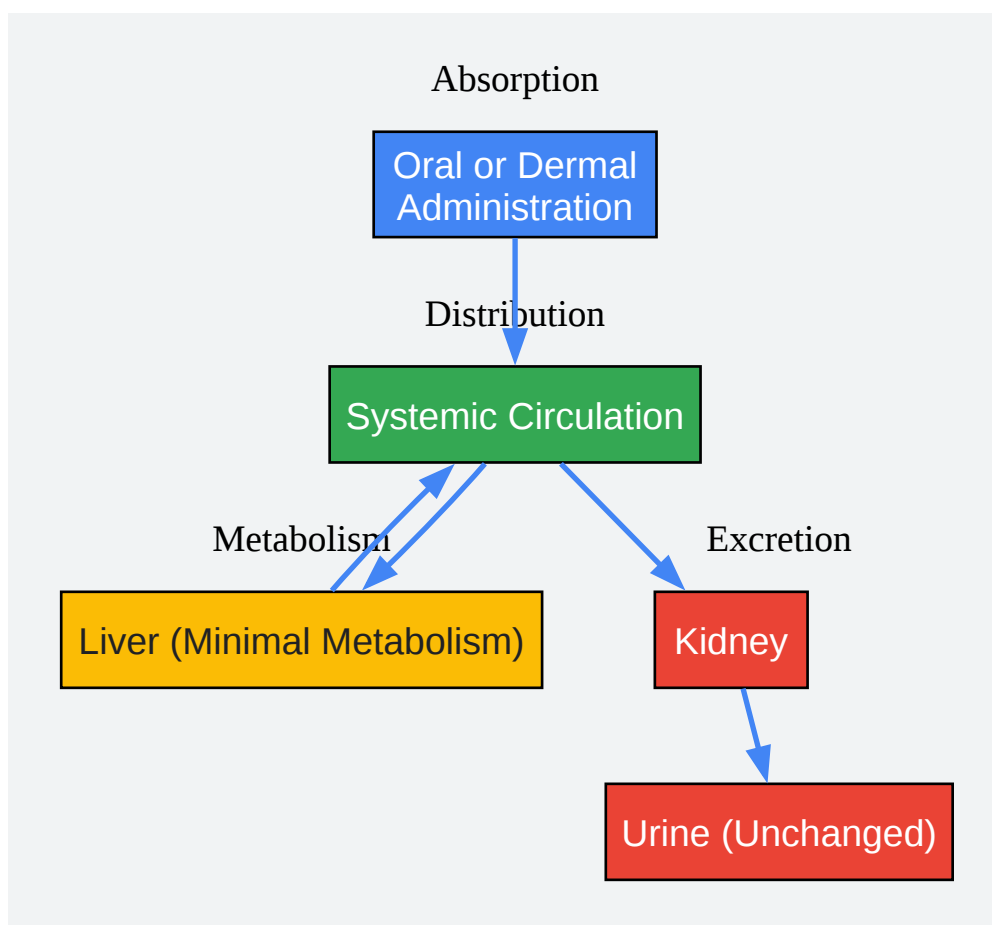 Absorption
Oral or Dermal
Administration
Distribution
Systemic Circulation
Metabolism
Excretion
Liver (Minimal Metabolism)
Kidney
Urine (Unchanged)